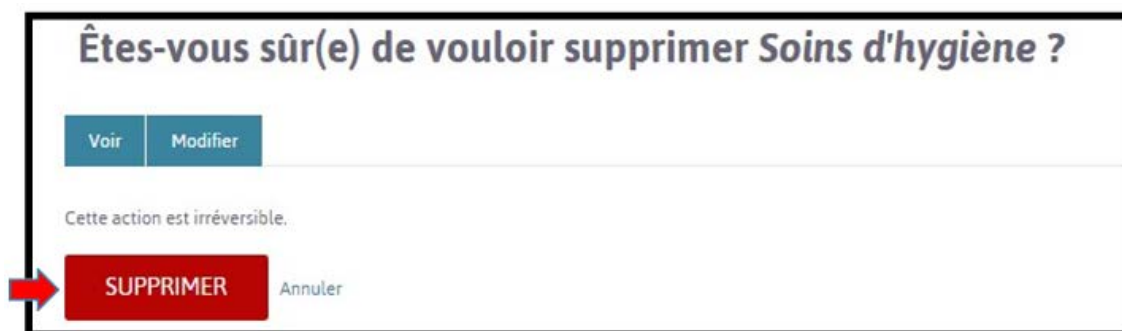 Êtes-vous sûr(e) de vouloir supprimer Soins d'hygiène ?
Voir Modifier
Cette action est irréversible.
SUPPRIMER Annuler